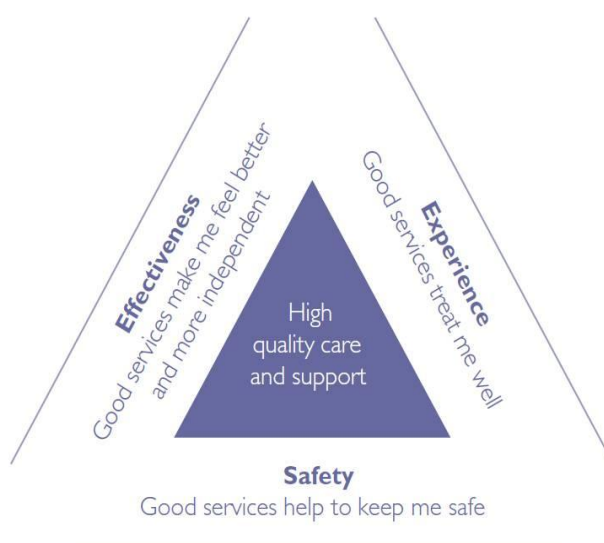 Effectiveness
Good services make me feel better
and more independent
Experience
Good services treat me well
High
quality care
and support
Safety
Good services help to keep me safe